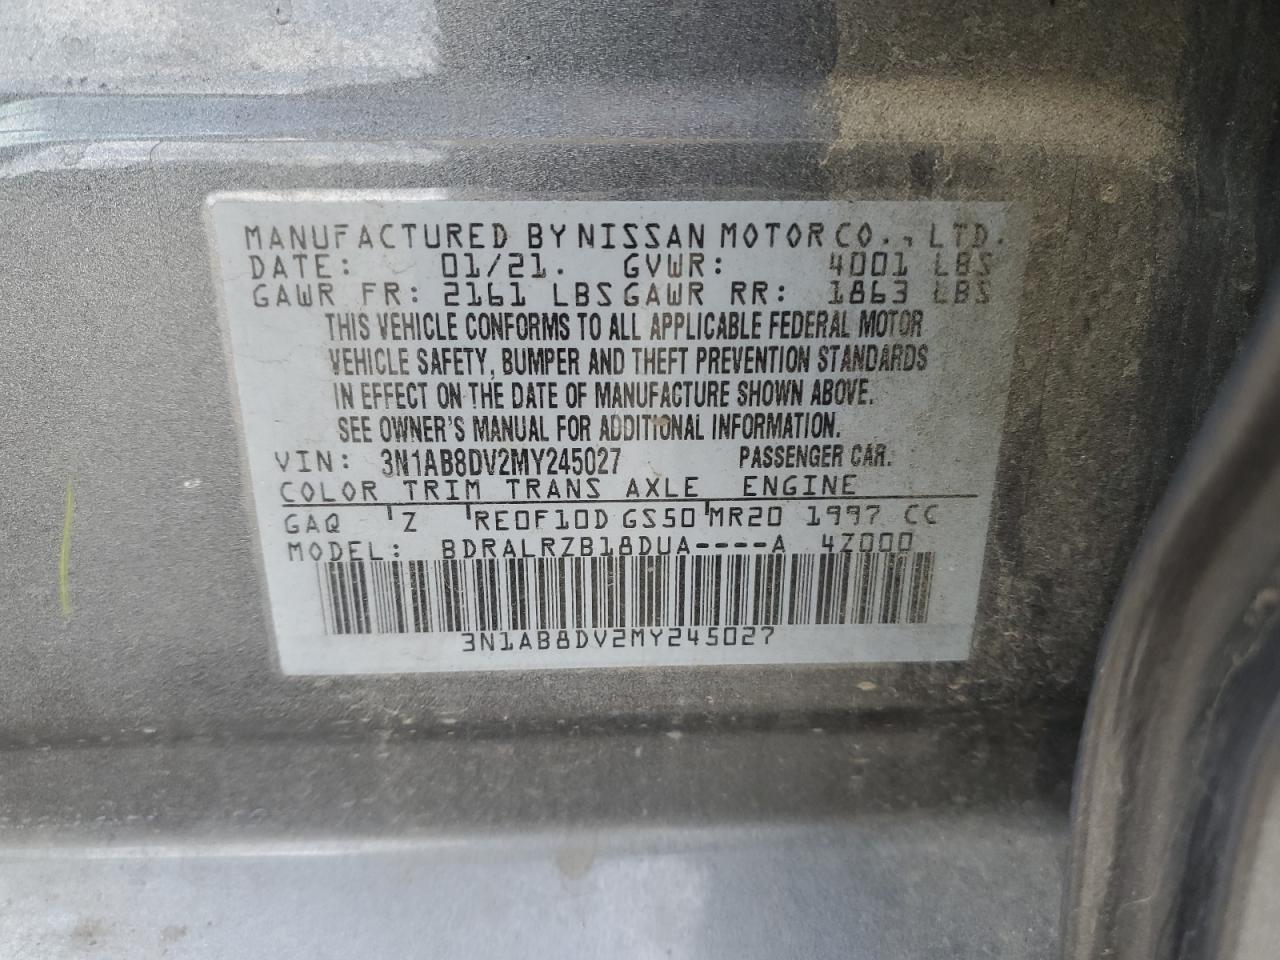 MANUFACTURED BY NISSAN MOTOR CO., LTD.
DATE: 01/21. GVWR: 4001 LBS
GAWR FR: 2161 LBS GAWR RR: 1863 LBS
THIS VEHICLE CONFORMS TO ALL APPLICABLE FEDERAL MOTOR
VEHICLE SAFETY, BUMPER AND THEFT PREVENTION STANDARDS
IN EFFECT ON THE DATE OF MANUFACTURE SHOWN ABOVE.
SEE OWNER'S MANUAL FOR ADDITIONAL INFORMATION.
VIN: 3N1AB8DV2MY245027 PASSENGER CAR.
COLOR TRIM TRANS AXLE ENGINE
GAQ Z RE0F10D GS50 MR20 1997 CC
MODEL: BDRALRZB18DUA----A 4Z000
3N1AB8DV2MY245027